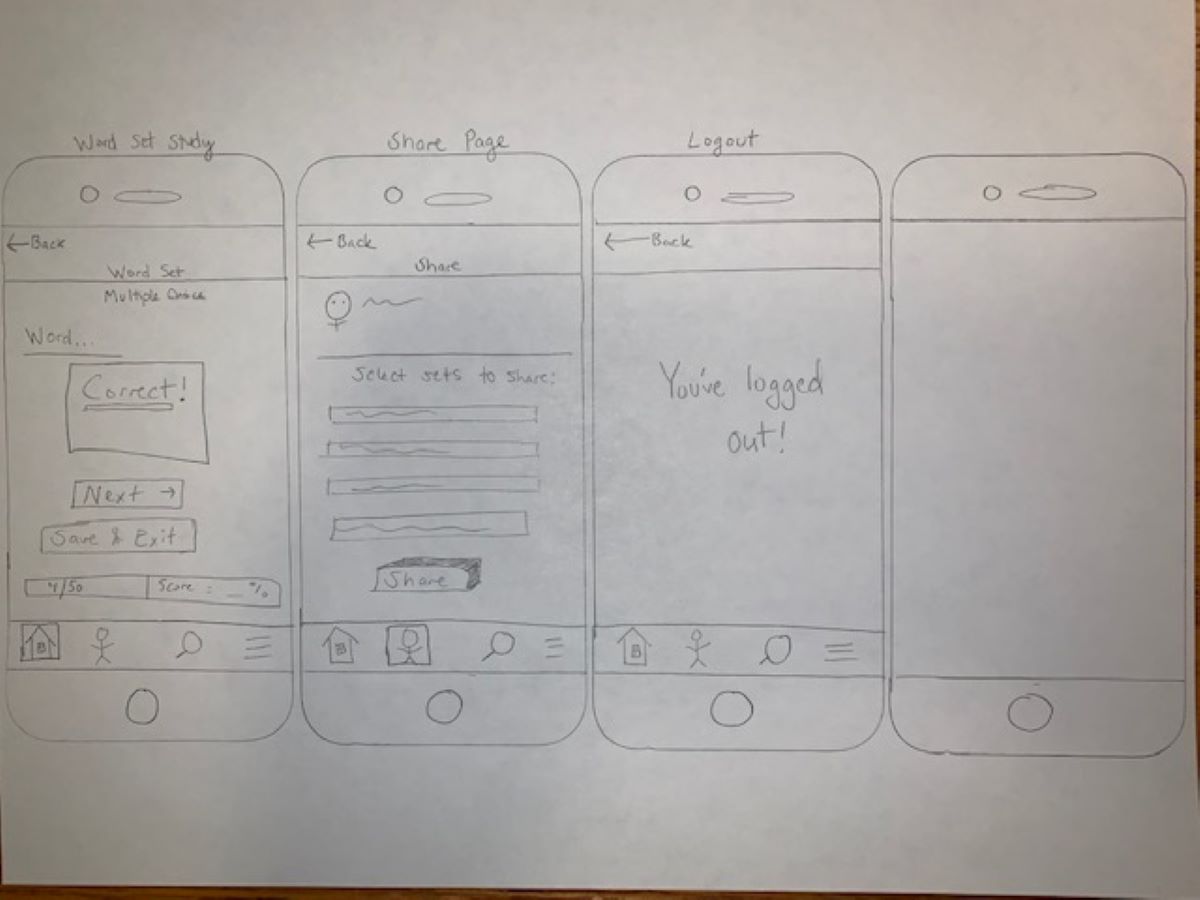 Word Set Study
Share Page
Logout
← Back
Word Set
Multiple Choice
Word...
Correct!
Next →
Save & Exit
4/50
Score = __ %
B
← Back
Share
Select sets to share:
Share
B
← Back
You've logged
out!
B